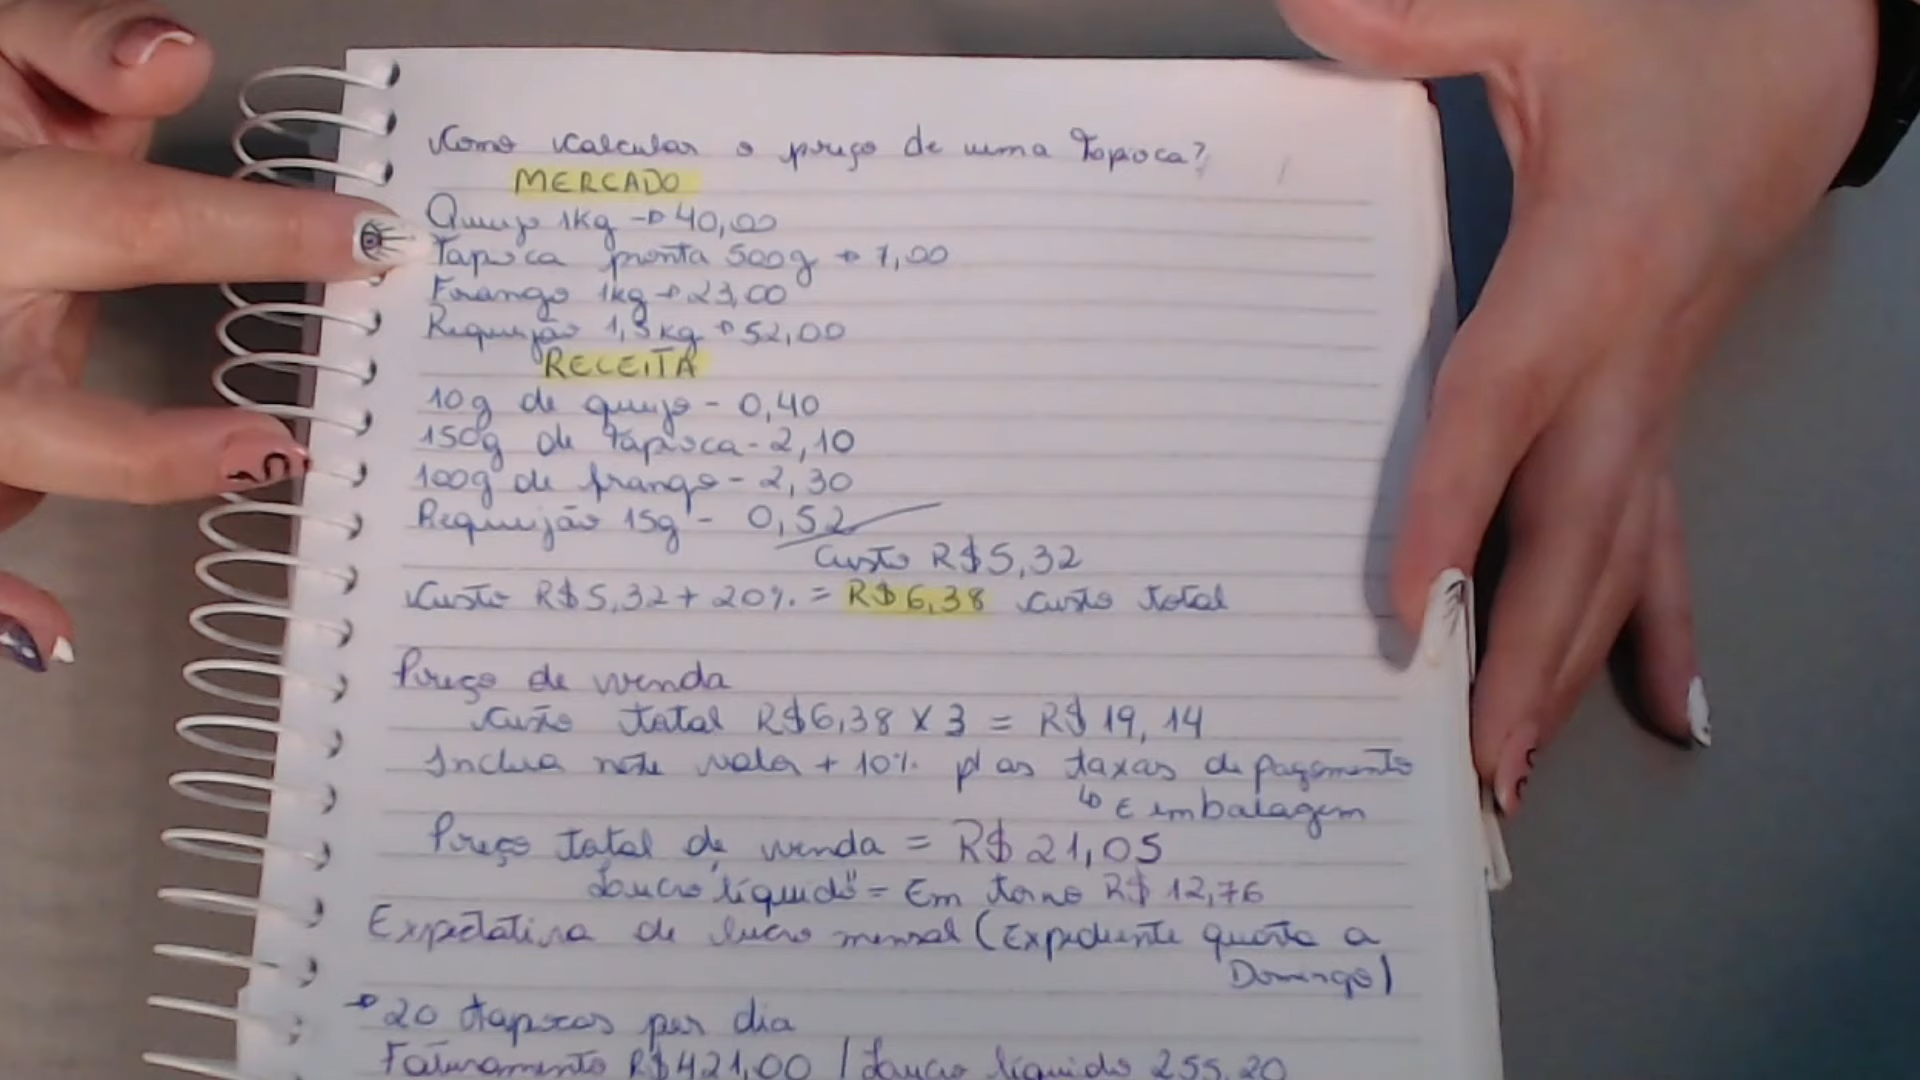 Como calcular o preço de uma Tapioca?
MERCADO
Queijo 1kg → 40,00
Tapioca pronta 500g → 7,00
Frango 1kg → 23,00
Requeijão 1,5kg → 52,00
RECEITA
10g de queijo - 0,40
150g de tapioca - 2,10
100g de frango - 2,30
Requeijão 15g - 0,52
Custo R$5,32
Custo R$5,32 + 20% = R$6,38 custo total
Preço de venda
Custo total R$6,38 x 3 = R$19,14
Inclua neste valor + 10% p/ as taxas de pagamento
↳ E embalagem
Preço total de venda = R$21,05
"Lucro líquido" = Em torno R$12,76
Expectativa de lucro mensal (Expediente quarta a
Domingo)
→ 20 tapiocas por dia
Faturamento R$421,00 / Lucro líquido 255,20